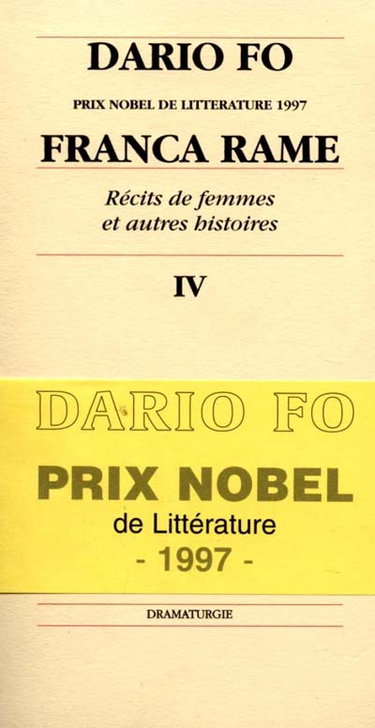 DARIO FO
PRIX NOBEL DE LITTERATURE 1997
FRANCA RAME
Récits de femmes
et autres histoires
IV
DARIO FO
PRIX NOBEL
de Littérature
- 1997 -
DRAMATURGIE